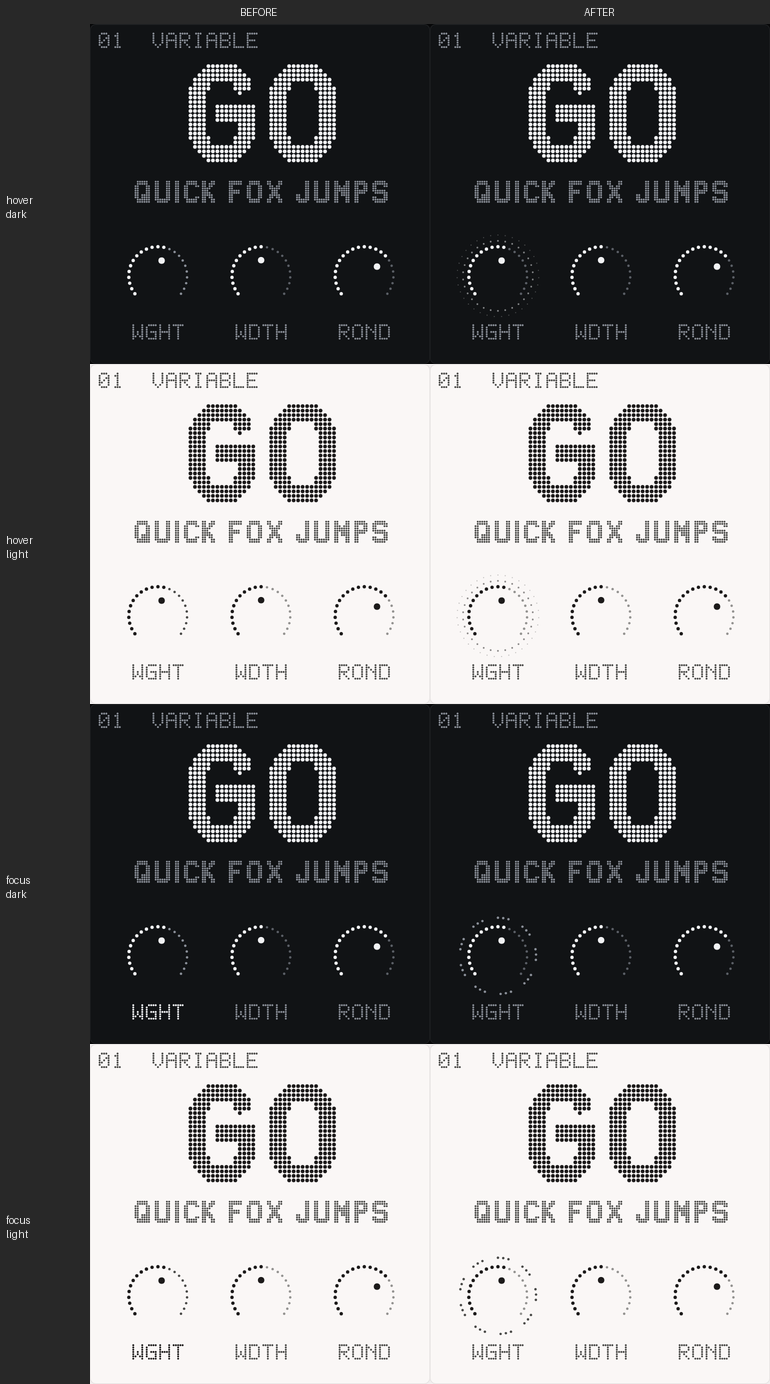 BEFORE AFTER
hover
dark
01 VARIABLE
GO
QUICK FOX JUMPS
WGHT WDTH ROND
01 VARIABLE
GO
QUICK FOX JUMPS
WGHT WDTH ROND
hover
light
01 VARIABLE
GO
QUICK FOX JUMPS
WGHT WDTH ROND
01 VARIABLE
GO
QUICK FOX JUMPS
WGHT WDTH ROND
focus
dark
01 VARIABLE
GO
QUICK FOX JUMPS
WGHT WDTH ROND
01 VARIABLE
GO
QUICK FOX JUMPS
WGHT WDTH ROND
focus
light
01 VARIABLE
GO
QUICK FOX JUMPS
WGHT WDTH ROND
01 VARIABLE
GO
QUICK FOX JUMPS
WGHT WDTH ROND